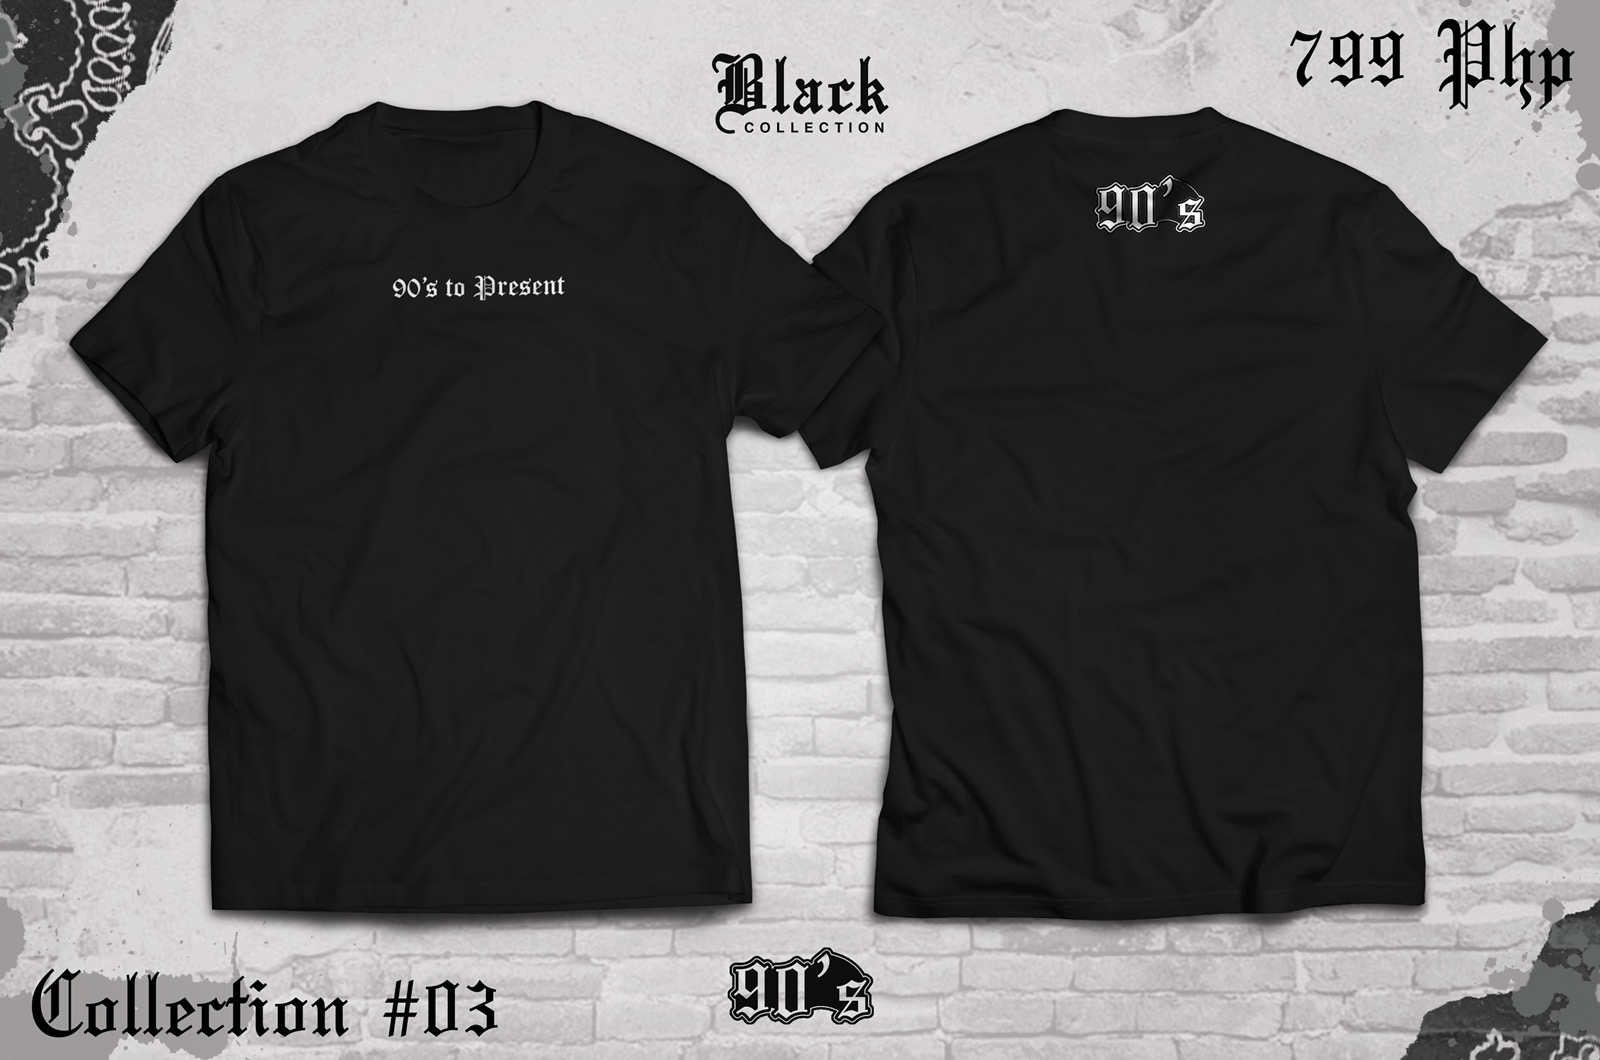 799 Php
Black
COLLECTION
90's
90's to Present
Collection #03
90's